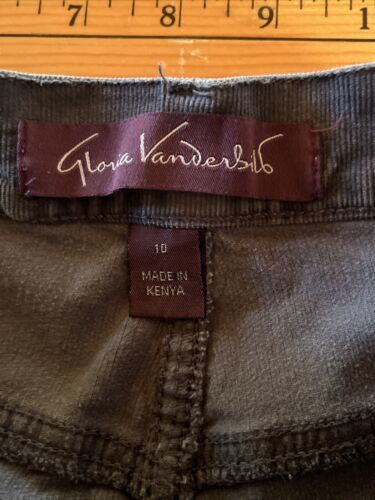 7 8 9
Gloria Vanderbilt
10
MADE IN
KENYA